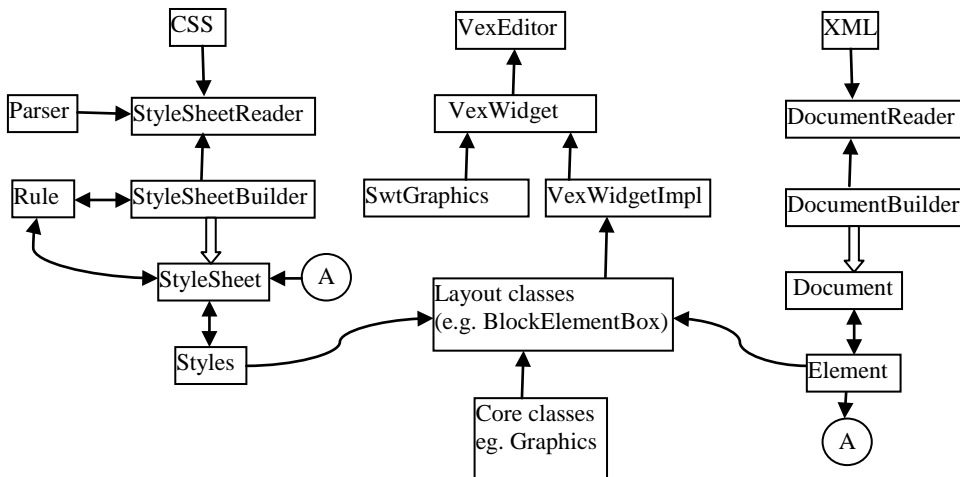 CSS
VexEditor
XML
Parser
StyleSheetReader
VexWidget
DocumentReader
Rule
StyleSheetBuilder
SwtGraphics
VexWidgetImpl
DocumentBuilder
StyleSheet
A
Layout classes
(e.g. BlockElementBox)
Document
Styles
Element
Core classes
eg. Graphics
A